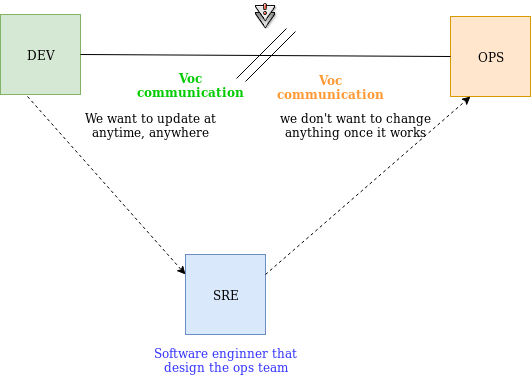 !
DEV
OPS
Voc
communication
Voc
communication
We want to update at
anytime, anywhere
we don't want to change
anything once it works
SRE
Software enginner that
design the ops team